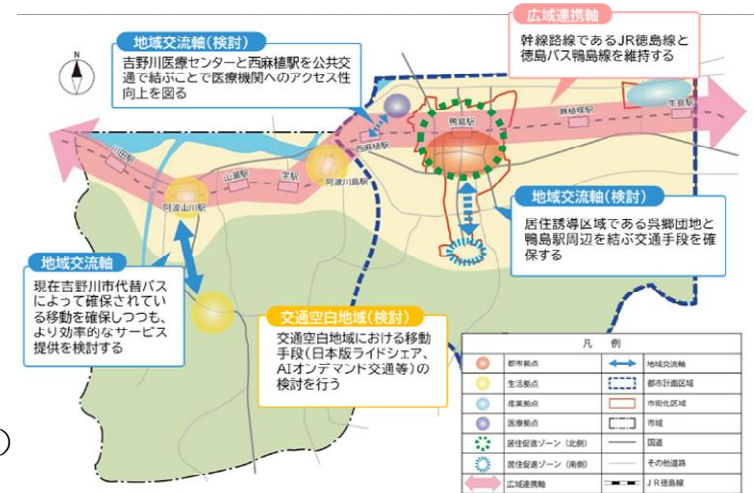 広域連携軸
幹線路線であるJR徳島線と
徳島バス鴨島線を維持する
地域交流軸(検討)
吉野川医療センターと西麻植駅を公共交
通で結ぶことで医療機関へのアクセス性
向上を図る
N
牛島駅
麻植塚駅
鴨島駅
西麻植駅
阿波川島駅
学駅
山瀬駅
阿波山川駅
川田駅
地域交流軸(検討)
居住誘導区域である呉郷団地と
鴨島駅周辺を結ぶ交通手段を確
保する
地域交流軸
現在吉野川市代替バス
によって確保されてい
る移動を確保しつつも、
より効率的なサービス
提供を検討する
交通空白地域(検討)
交通空白地域における移動
手段(日本版ライドシェア、
AIオンデマンド交通等)の
検討を行う
凡 例
都市拠点 地域交流軸
生活拠点 都市計画区域
産業拠点 市街化区域
医療拠点 市域
居住促進ゾーン(北側) 国道
居住促進ゾーン(南側) その他道路
広域連携軸 JR徳島線
)